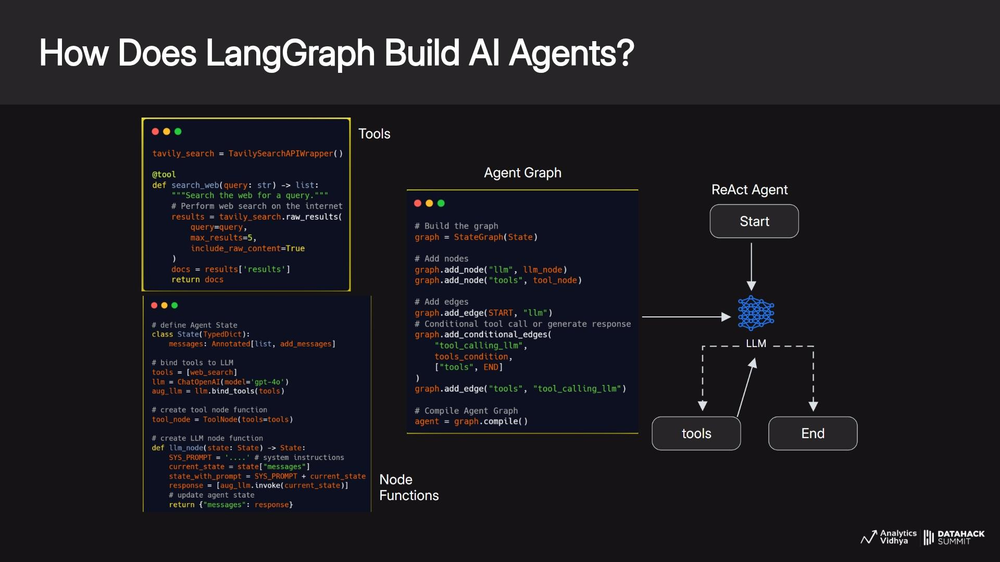 How Does LangGraph Build AI Agents?
Tools
tavily_search = TavilySearchAPIWrapper()
@tool
def search_web(query: str) -> list:
    """Search the web for a query."""
    # Perform web search on the internet
    results = tavily_search.raw_results(
        query=query,
        max_results=5,
        include_raw_content=True
    )
    docs = results['results']
    return docs
# define Agent State
class State(TypedDict):
    messages: Annotated[list, add_messages]
# bind tools to LLM
tools = [web_search]
llm = ChatOpenAI(model='gpt-4o')
aug_llm = llm.bind_tools(tools)
# create tool node function
tool_node = ToolNode(tools=tools)
# create LLM node function
def llm_node(state: State) -> State:
    SYS_PROMPT = '....' # system instructions
    current_state = state["messages"]
    state_with_prompt = SYS_PROMPT + current_state
    response = [aug_llm.invoke(current_state)]
    # update agent state
    return {"messages": response}
Node
Functions
Agent Graph
# Build the graph
graph = StateGraph(State)
# Add nodes
graph.add_node("llm", llm_node)
graph.add_node("tools", tool_node)
# Add edges
graph.add_edge(START, "llm")
# Conditional tool call or generate response
graph.add_conditional_edges(
    "tool_calling_llm",
    tools_condition,
    ["tools", END]
)
graph.add_edge("tools", "tool_calling_llm")
# Compile Agent Graph
agent = graph.compile()
ReAct Agent
Start
LLM
tools
End
Analytics
Vidhya
DATAHACK
SUMMIT